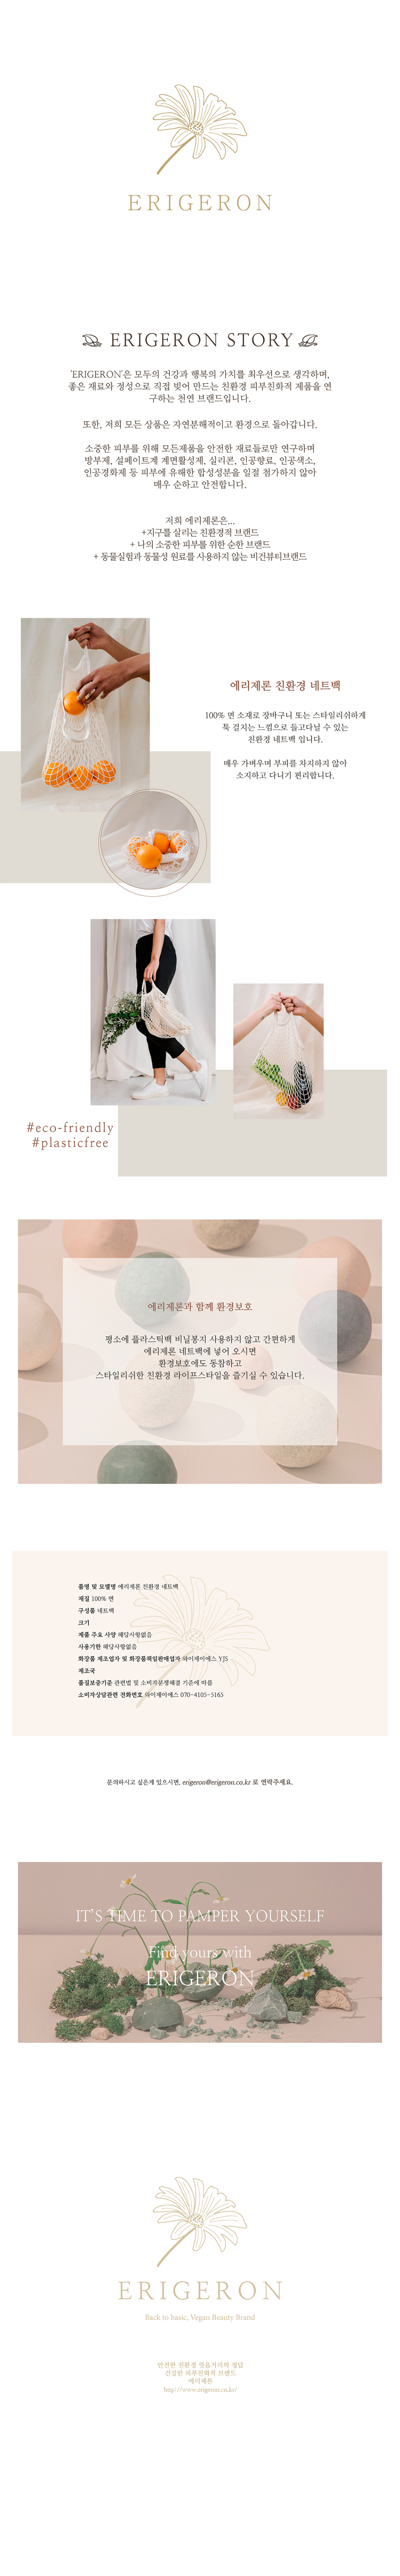 ERIGERON
ERIGERON STORY
'ERIGERON'은 모두의 건강과 행복의 가치를 최우선으로 생각하며,
좋은 재료와 정성으로 직접 빚어 만드는 친환경 피부친화적 제품을 연
구하는 천연 브랜드입니다.
또한, 저희 모든 상품은 자연분해적이고 환경으로 돌아갑니다.
소중한 피부를 위해 모든제품을 안전한 재료들로만 연구하며
방부제, 설페이트계 계면활성제, 실리콘, 인공향료, 인공색소,
인공경화제 등 피부에 유해한 합성성분을 일절 첨가하지 않아
매우 순하고 안전합니다.
저희 에리제론은...
+지구를 살리는 친환경적 브랜드
+ 나의 소중한 피부를 위한 순한 브랜드
+ 동물실험과 동물성 원료를 사용하지 않는 비건뷰티브랜드
에리제론 친환경 네트백
100% 면 소재로 장바구니 또는 스타일리쉬하게
툭 걸치는 느낌으로 들고다닐 수 있는
친환경 네트백 입니다.
매우 가벼우며 부피를 차지하지 않아
소지하고 다니기 편리합니다.
#eco-friendly
#plasticfree
에리제론과 함께 환경보호
평소에 플라스틱백 비닐봉지 사용하지 않고 간편하게
에리제론 네트백에 넣어 오시면
환경보호에도 동참하고
스타일리쉬한 친환경 라이프스타일을 즐기실 수 있습니다.
품명 및 모델명 에리제론 친환경 네트백
재질 100% 면
구성품 네트백
크기
제품 주요 사양 해당사항없음
사용기한 해당사항없음
화장품 제조업자 및 화장품책임판매업자 와이제이에스 YJS
제조국
품질보증기준 관련법 및 소비자분쟁해결 기준에 따름
소비자상담관련 전화번호 와이제이에스 070-4105-5165
문의하시고 싶은게 있으시면, erigeron@erigeron.co.kr 로 연락주세요.
IT'S TIME TO PAMPER YOURSELF
Find yours with
ERIGERON
ERIGERON
Back to basic, Vegan Beauty Brand
안전한 친환경 씻을거리의 정답
건강한 피부친화적 브랜드
에리제론
http//www.erigeron.co.kr/